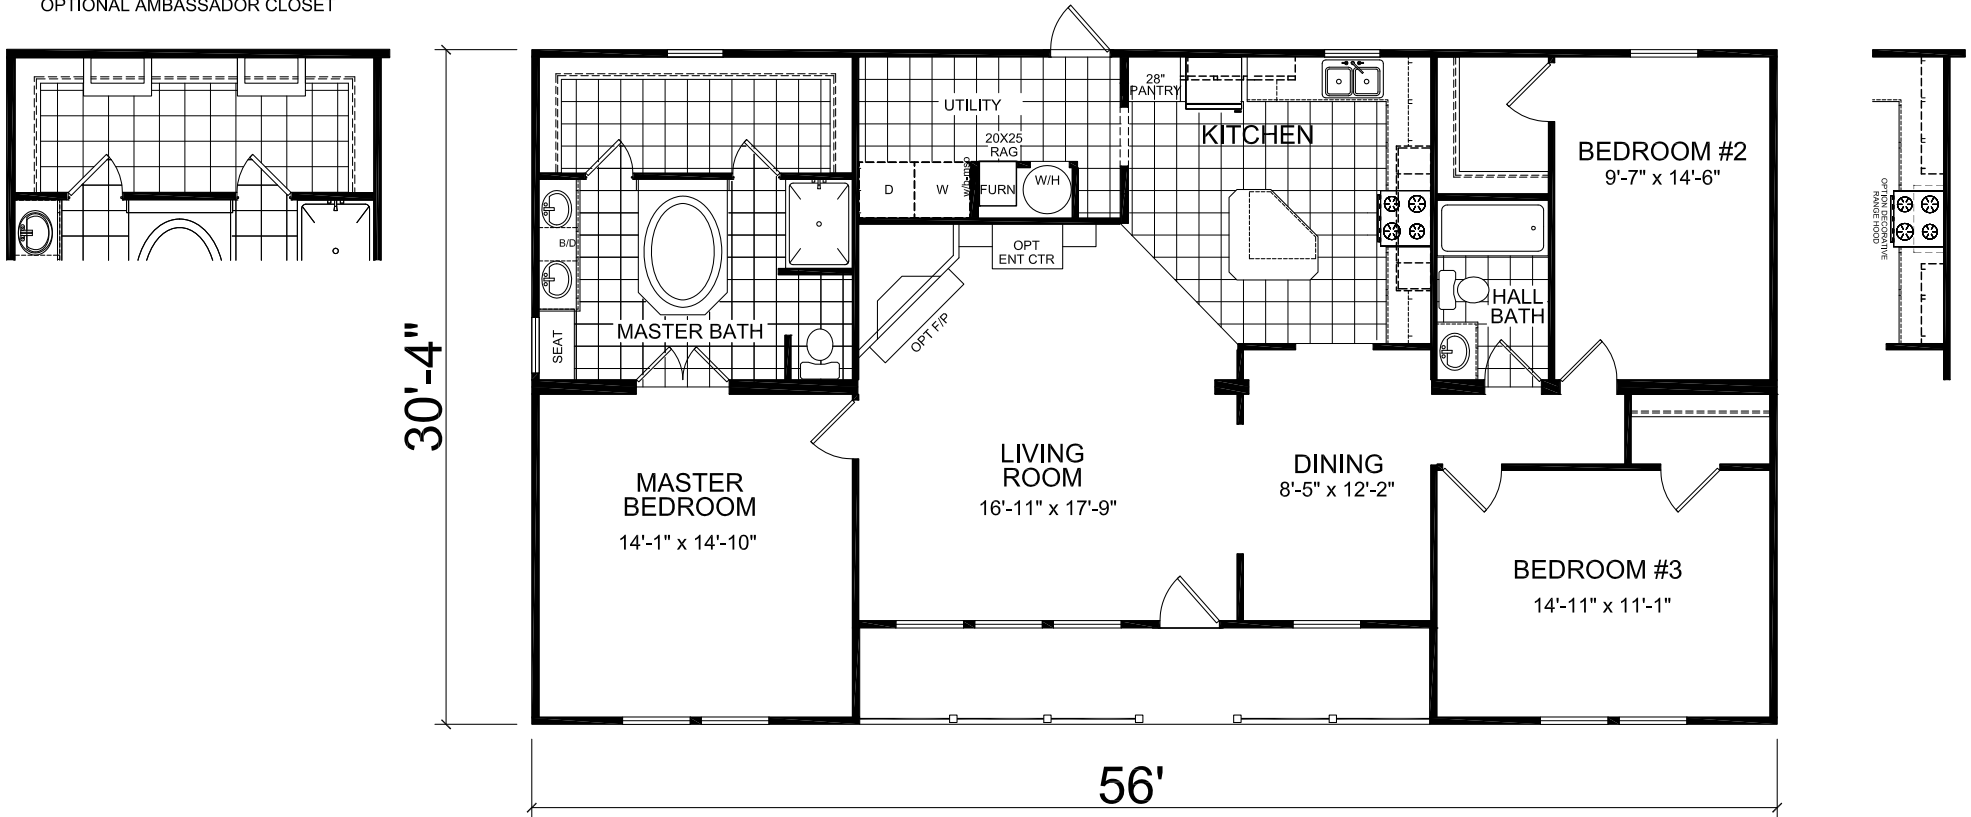 OPTIONAL AMBASSADOR CLOSET
UTILITY
20X25
RAG
D
W
w/h-mso
FURN
W/H
28"
PANTRY
KITCHEN
BEDROOM #2
9'-7" x 14'-6"
OPTION DECORATIVE
RANGE HOOD
B/D
SEAT
MASTER BATH
OPT
ENT CTR
OPT F/P
HALL
BATH
30'-4"
MASTER
BEDROOM
14'-1" x 14'-10"
LIVING
ROOM
16'-11" x 17'-9"
DINING
8'-5" x 12'-2"
BEDROOM #3
14'-11" x 11'-1"
56'